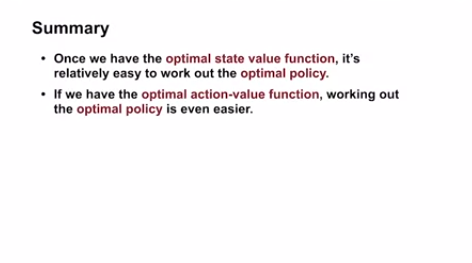 Summary
• Once we have the optimal state value function, it's
relatively easy to work out the optimal policy.
• If we have the optimal action-value function, working out
the optimal policy is even easier.